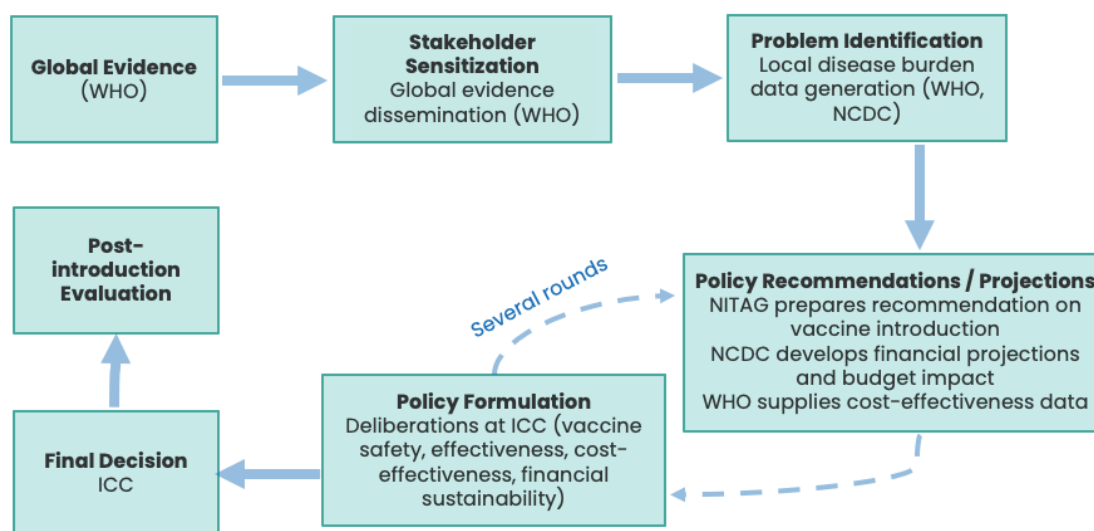 Global Evidence
(WHO)
Stakeholder
Sensitization
Global evidence
dissemination (WHO)
Problem Identification
Local disease burden
data generation (WHO,
NCDC)
Policy Recommendations / Projections
NITAG prepares recommendation on
vaccine introduction
NCDC develops financial projections
and budget impact
WHO supplies cost-effectiveness data
Several rounds
Policy Formulation
Deliberations at ICC (vaccine
safety, effectiveness, cost-
effectiveness, financial
sustainability)
Final Decision
ICC
Post-
introduction
Evaluation